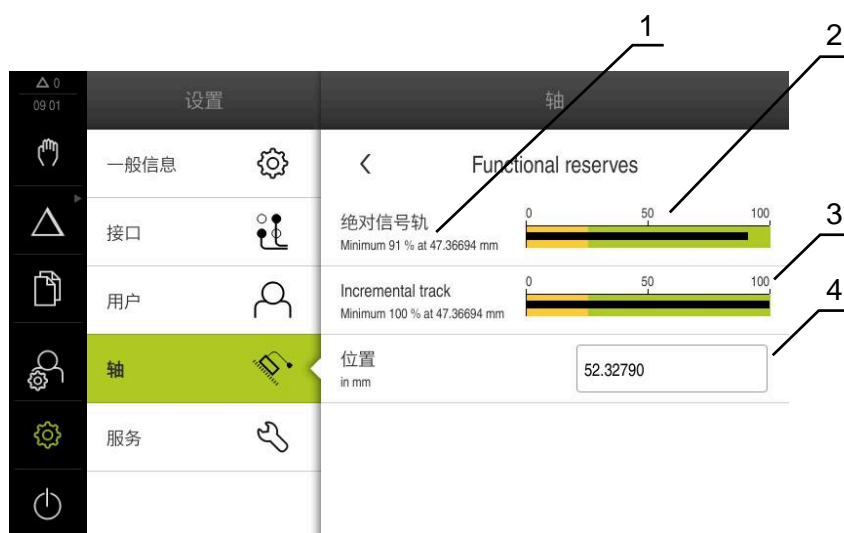 1
2
△ 0
09 01
设置
轴
一般信息
Functional reserves
接口
绝对信号轨
Minimum 91 % at 47.36694 mm
0 50 100
3
用户
Incremental track
Minimum 100 % at 47.36694 mm
0 50 100
4
轴
位置
in mm
52.32790
服务